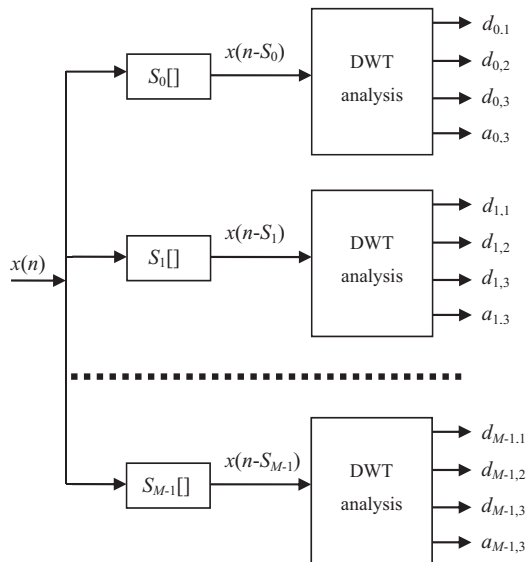 d0.1
S0[]
x(n-S0)
DWT
analysis
d0,2
d0,3
a0,3
x(n)
S1[]
x(n-S1)
DWT
analysis
d1,1
d1,2
d1,3
a1.3
SM-1[]
x(n-SM-1)
DWT
analysis
dM-1,1
dM-1,2
dM-1,3
aM-1,3